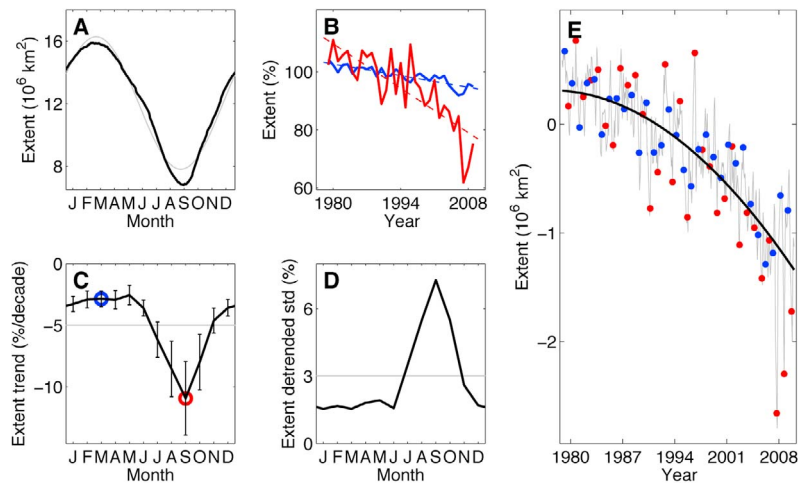 A
Extent (10⁶ km²)
16
12
8
J F M A M J J A S O N D
Month
B
Extent (%)
100
80
60
1980 1994 2008
Year
C
Extent trend (%/decade)
0
−5
−10
J F M A M J J A S O N D
Month
D
Extent detrended std (%)
6
3
0
J F M A M J J A S O N D
Month
E
Extent (10⁶ km²)
0
−1
−2
1980 1987 1994 2001 2008
Year